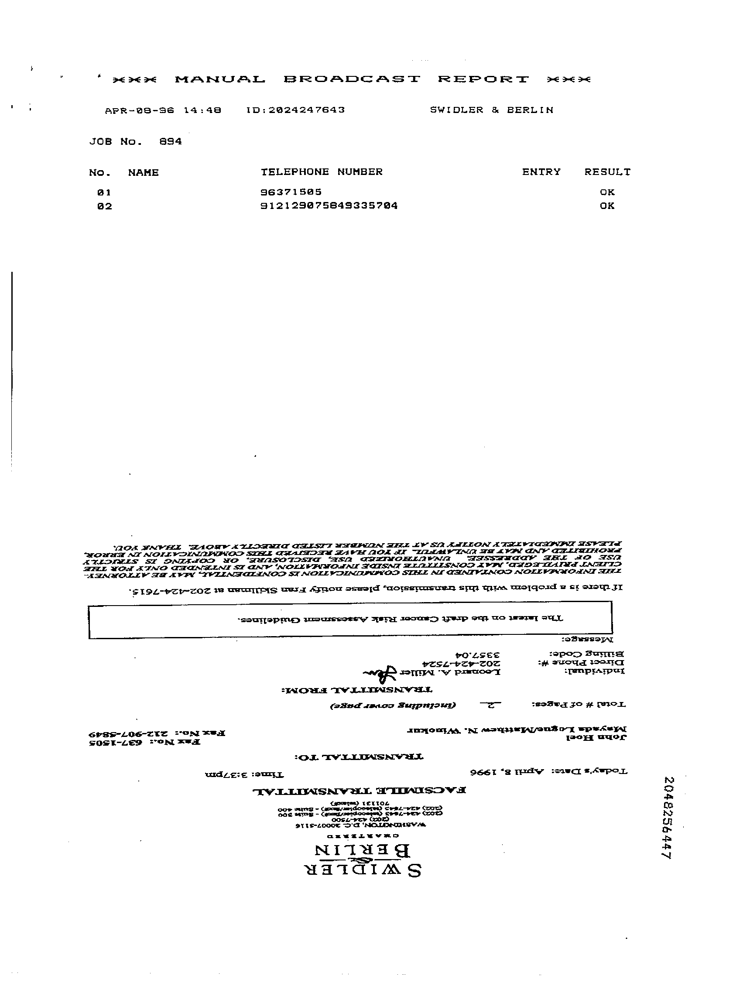 *** MANUAL BROADCAST REPORT ***
APR-08-96 14:48 ID:2024247643 SWIDLER & BERLIN
JOB No. 894
No. NAME TELEPHONE NUMBER ENTRY RESULT
01 96371505 OK
02 912129075849335704 OK
SWIDLER
&
BERLIN
CHARTERED
WASHINGTON, D.C. 20007-5116
(202) 424-7500
(202) 424-7643 (telecopier/fax) - Suite 300
(202) 424-7645 (telecopier/fax) - Suite 400
701131 (telex)
FACSIMILE TRANSMITTAL
Today's Date: April 8, 1996 Time: 3:37pm
TRANSMITTAL TO:
John Hoel Fax No.: 637-1505
Mayada Logue/Matthew N. Winokur Fax No.: 212-907-5849
Total # of Pages: 2 (including cover page)
TRANSMITTAL FROM:
Individual: Leonard A. Miller
Direct Phone #: 202-424-7524
Billing Code: 3357.04
Message:
The latest on the draft Cancer Risk Assessment Guidelines.
If there is a problem with this transmission, please notify Fran Skillman at 202-424-7615.
THE INFORMATION CONTAINED IN THIS COMMUNICATION IS CONFIDENTIAL, MAY BE ATTORNEY-
CLIENT PRIVILEGED, MAY CONSTITUTE INSIDE INFORMATION, AND IS INTENDED ONLY FOR THE
USE OF THE ADDRESSEE. UNAUTHORIZED USE, DISCLOSURE, OR COPYING IS STRICTLY
PROHIBITED AND MAY BE UNLAWFUL. IF YOU HAVE RECEIVED THIS COMMUNICATION IN ERROR,
PLEASE IMMEDIATELY NOTIFY US AT THE NUMBER LISTED DIRECTLY ABOVE. THANK YOU.
2048256447